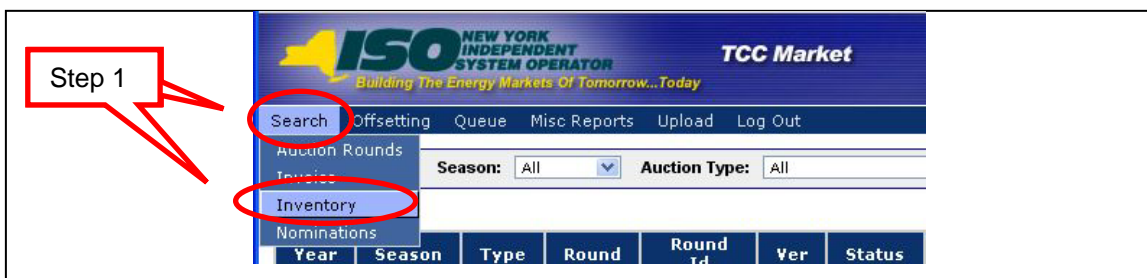 ISO NEW YORK
INDEPENDENT
SYSTEM OPERATOR
Building The Energy Markets Of Tomorrow...Today
TCC Market
Step 1
Search Offsetting Queue Misc Reports Upload Log Out
Auction Rounds
Season: All Auction Type: All
Invoice
Inventory
Nominations
Year Season Type Round Round Id Ver Status